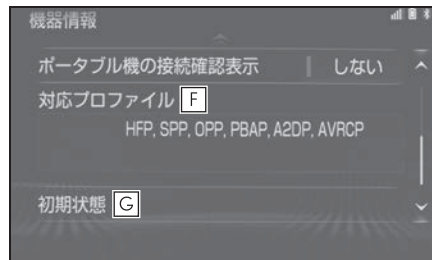 機器情報
ポータブル機の接続確認表示 しない
対応プロファイル F
HFP, SPP, OPP, PBAP, A2DP, AVRCP
初期状態 G